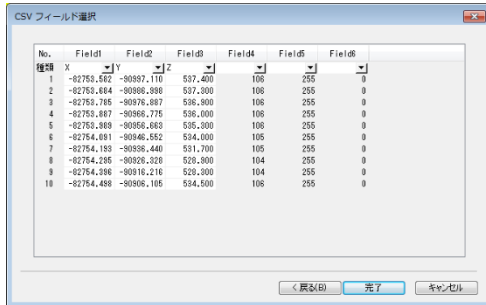 CSV フィールド選択
No. Field1 Field2 Field3 Field4 Field5 Field6
種類 X Y Z
1 -82753.582 -90997.110 537.400 106 255 0
2 -82753.684 -90986.998 537.300 106 255 0
3 -82753.785 -90976.887 536.900 106 255 0
4 -82753.887 -90966.775 536.000 106 255 0
5 -82753.989 -90956.663 535.300 106 255 0
6 -82754.091 -90946.552 534.000 105 255 0
7 -82754.193 -90936.440 531.700 105 255 0
8 -82754.295 -90926.328 528.900 104 255 0
9 -82754.396 -90916.216 528.300 104 255 0
10 -82754.498 -90906.105 534.500 106 255 0
< 戻る(B) 完了 キャンセル